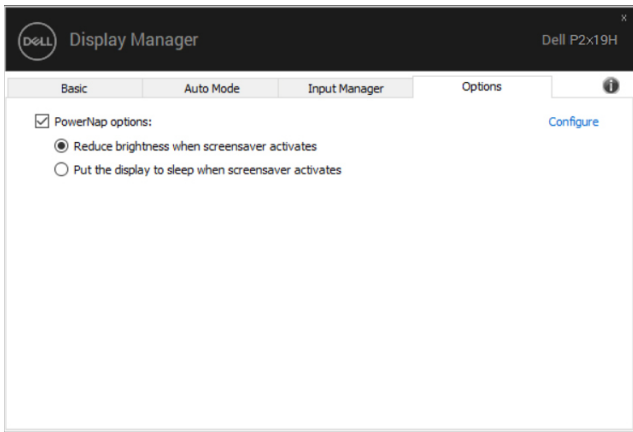 x
DELL Display Manager Dell P2x19H
Basic Auto Mode Input Manager Options
PowerNap options: Configure
Reduce brightness when screensaver activates
Put the display to sleep when screensaver activates